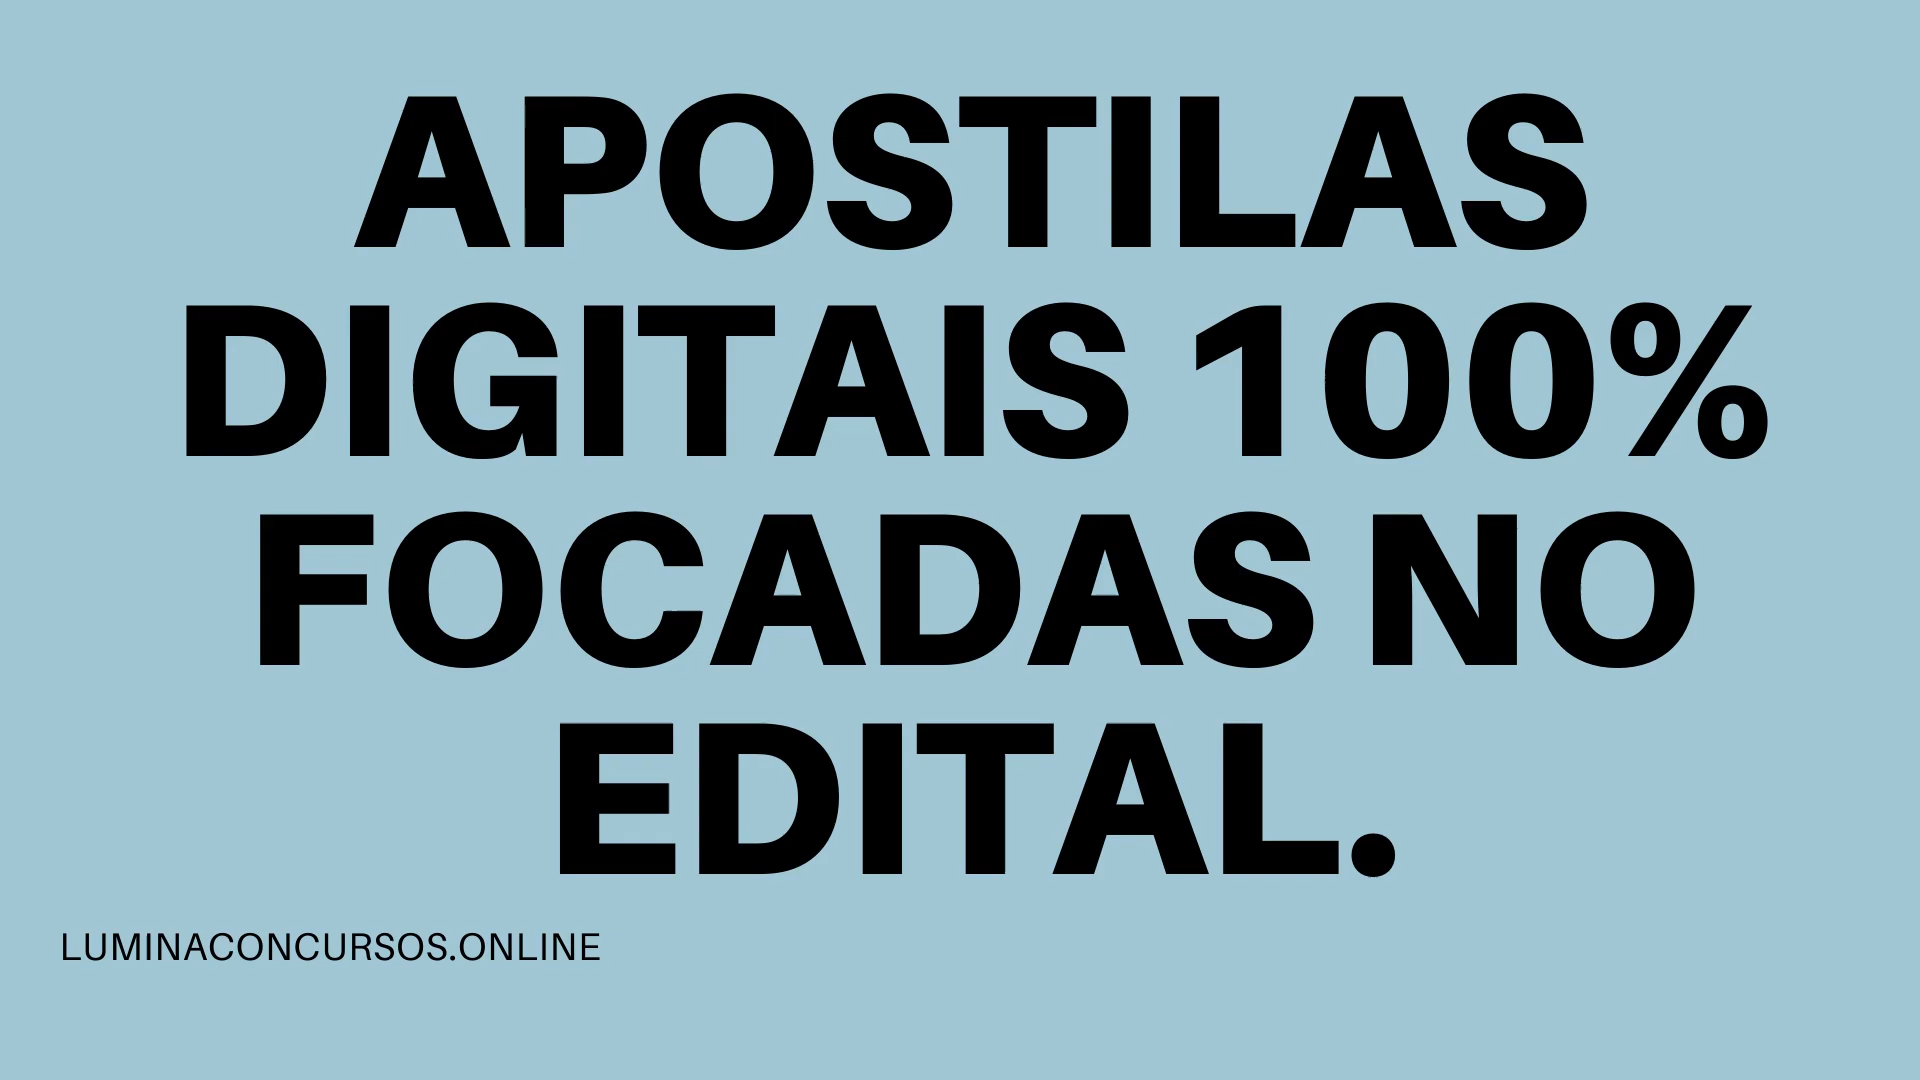 APOSTILAS
DIGITAIS 100%
FOCADAS NO
EDITAL.
LUMINACONCURSOS.ONLINE